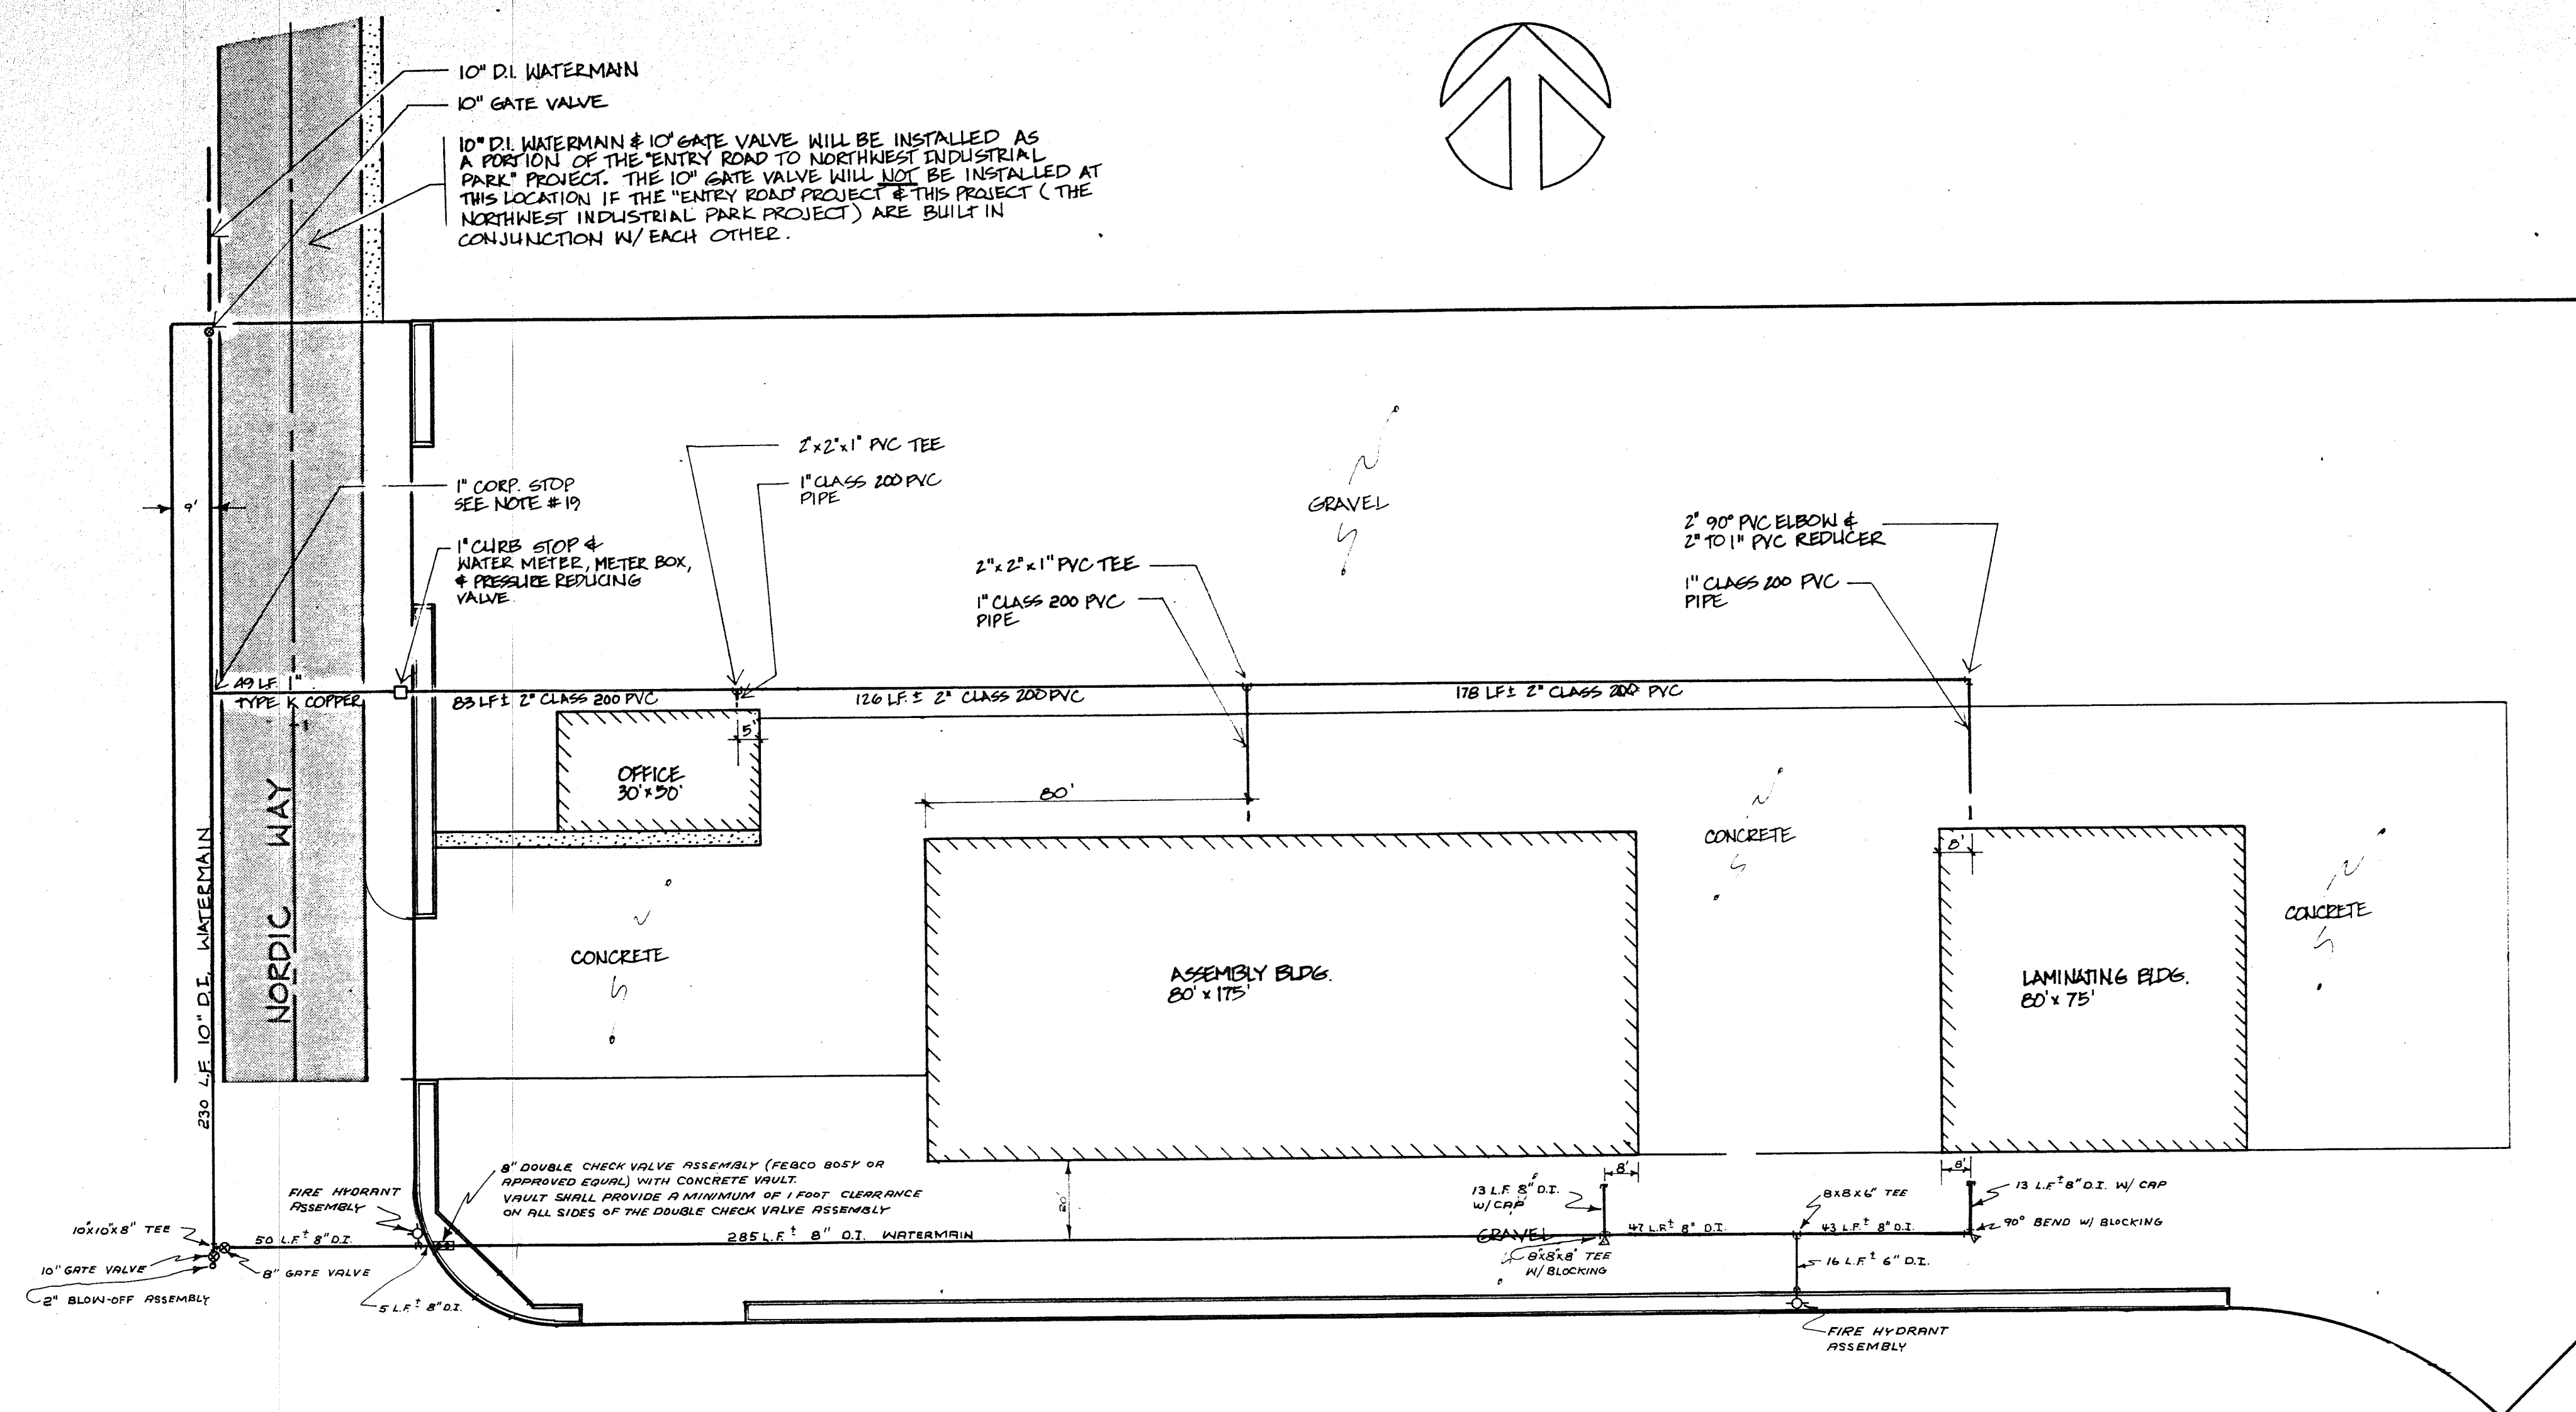 10" D.I. WATERMAIN
10" GATE VALVE
10" D.I. WATERMAIN & 10" GATE VALVE WILL BE INSTALLED AS
A PORTION OF THE "ENTRY ROAD TO NORTHWEST INDUSTRIAL
PARK" PROJECT. THE 10" GATE VALVE WILL NOT BE INSTALLED AT
THIS LOCATION IF THE "ENTRY ROAD" PROJECT & THIS PROJECT (THE
NORTHWEST INDUSTRIAL PARK PROJECT) ARE BUILT IN
CONJUNCTION W/ EACH OTHER.
2"x2"x1" PVC TEE
1" CLASS 200 PVC
PIPE
1" CORP. STOP
SEE NOTE #19
9'
1" CURB STOP &
WATER METER, METER BOX,
& PRESSURE REDUCING
VALVE
GRAVEL
2"x2"x1" PVC TEE
1" CLASS 200 PVC
PIPE
2" 90° PVC ELBOW &
2" TO 1" PVC REDUCER
1" CLASS 200 PVC
PIPE
49 LF 1"
TYPE K COPPER
83 LF± 2" CLASS 200 PVC
126 LF.± 2" CLASS 200 PVC
178 LF± 2" CLASS 200 PVC
5'
OFFICE
30'x50'
80'
CONCRETE
8'
CONCRETE
CONCRETE
NORDIC WAY
230 L.F. 10" D.I. WATERMAIN
ASSEMBLY BLDG.
80' x 175'
LAMINATING BLDG.
80' x 75'
8" DOUBLE CHECK VALVE ASSEMBLY (FEBCO 805Y OR
APPROVED EQUAL) WITH CONCRETE VAULT.
VAULT SHALL PROVIDE A MINIMUM OF 1 FOOT CLEARANCE
ON ALL SIDES OF THE DOUBLE CHECK VALVE ASSEMBLY
FIRE HYDRANT
ASSEMBLY
20'
8'
8'
13 L.F. 8" D.I.
W/ CAP
8x8x6" TEE
13 L.F.± 8" D.I. W/ CAP
90° BEND W/ BLOCKING
10"x10"x8" TEE
50 L.F.± 8" D.I.
285 L.F.± 8" D.I. WATERMAIN
GRAVEL
47 L.F.± 8" D.I.
43 L.F.± 8" D.I.
8"x8"x8" TEE
W/ BLOCKING
16 L.F.± 6" D.I.
10" GATE VALVE
8" GATE VALVE
2" BLOW-OFF ASSEMBLY
5 L.F.± 8" D.I.
FIRE HYDRANT
ASSEMBLY